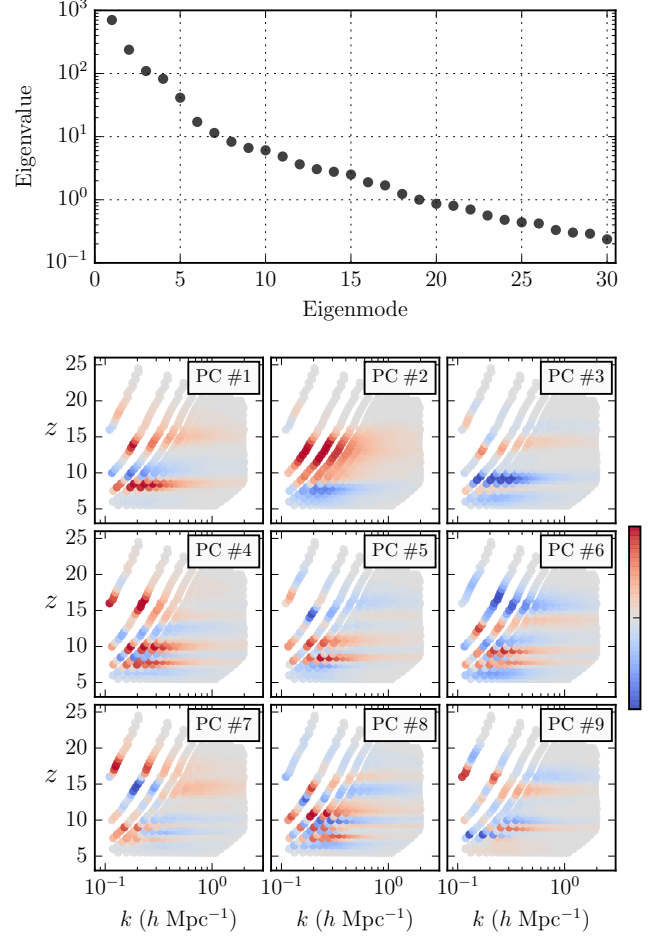 10³
10²
10¹
10⁰
10⁻¹
Eigenvalue
0 5 10 15 20 25 30
Eigenmode
25 PC #1 PC #2 PC #3
20
z 15
10
5
25 PC #4 PC #5 PC #6
20
z 15
10
5
25 PC #7 PC #8 PC #9
20
z 15
10
5
10⁻¹ 10⁰ 10⁻¹ 10⁰ 10⁻¹ 10⁰
k (h Mpc⁻¹) k (h Mpc⁻¹) k (h Mpc⁻¹)